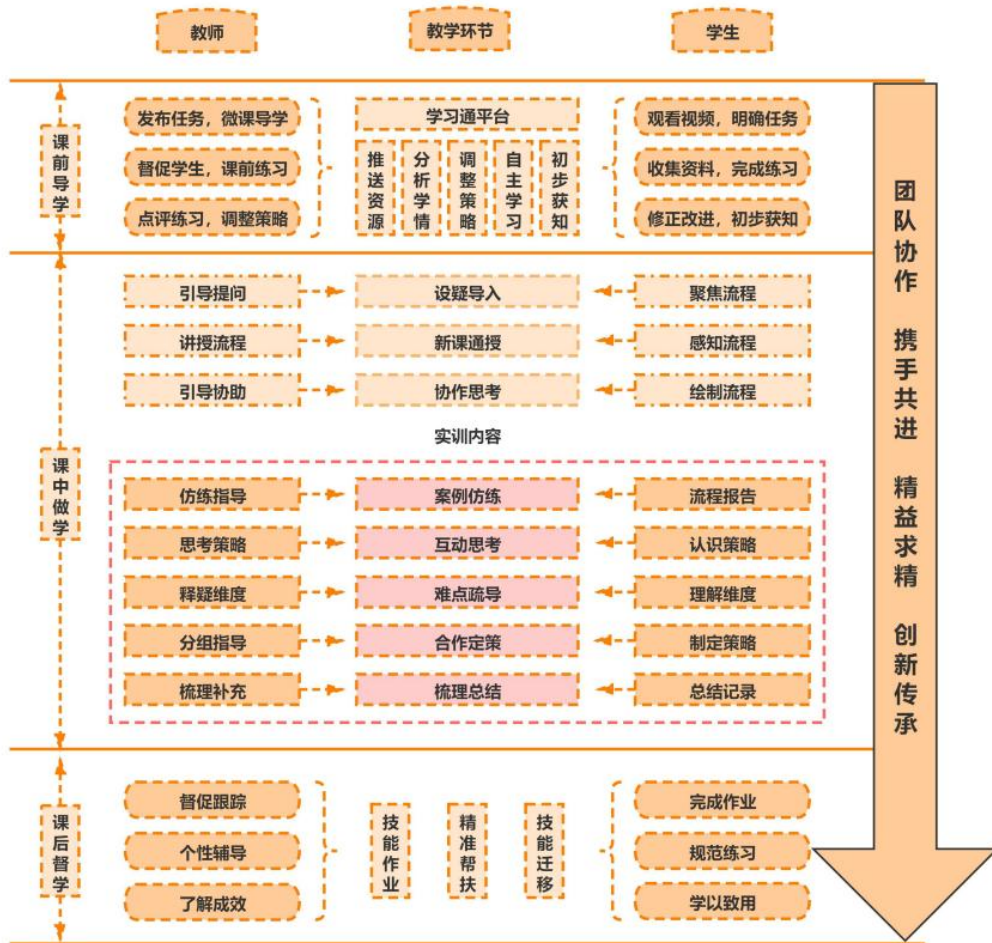 教师
教学环节
学生
课前导学
发布任务，微课导学
督促学生，课前练习
点评练习，调整策略
学习通平台
推送资源
分析学情
调整策略
自主学习
初步获知
观看视频，明确任务
收集资料，完成练习
修正改进，初步获知
课中做学
引导提问
设疑导入
聚焦流程
讲授流程
新课通授
感知流程
引导协助
协作思考
绘制流程
实训内容
仿练指导
案例仿练
流程报告
思考策略
互动思考
认识策略
释疑维度
难点疏导
理解维度
分组指导
合作定策
制定策略
梳理补充
梳理总结
总结记录
课后督学
督促跟踪
个性辅导
了解成效
技能作业
精准帮扶
技能迁移
完成作业
规范练习
学以致用
团队协作 携手共进 精益求精 创新传承